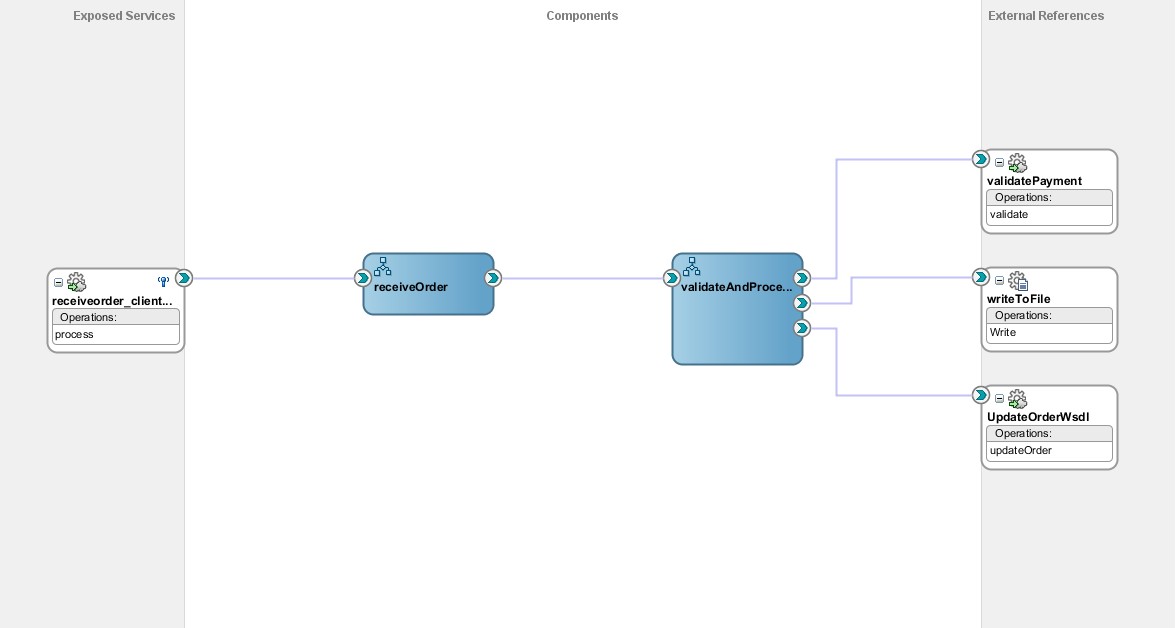 Exposed Services
Components
External References
validatePayment
Operations:
validate
receiveorder_client...
Operations:
process
receiveOrder
validateAndProce...
writeToFile
Operations:
Write
UpdateOrderWsdl
Operations:
updateOrder